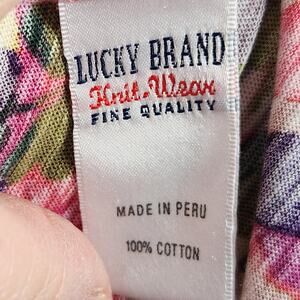 LUCKY BRAND
Knit-Wear
FINE QUALITY
MADE IN PERU
100% COTTON